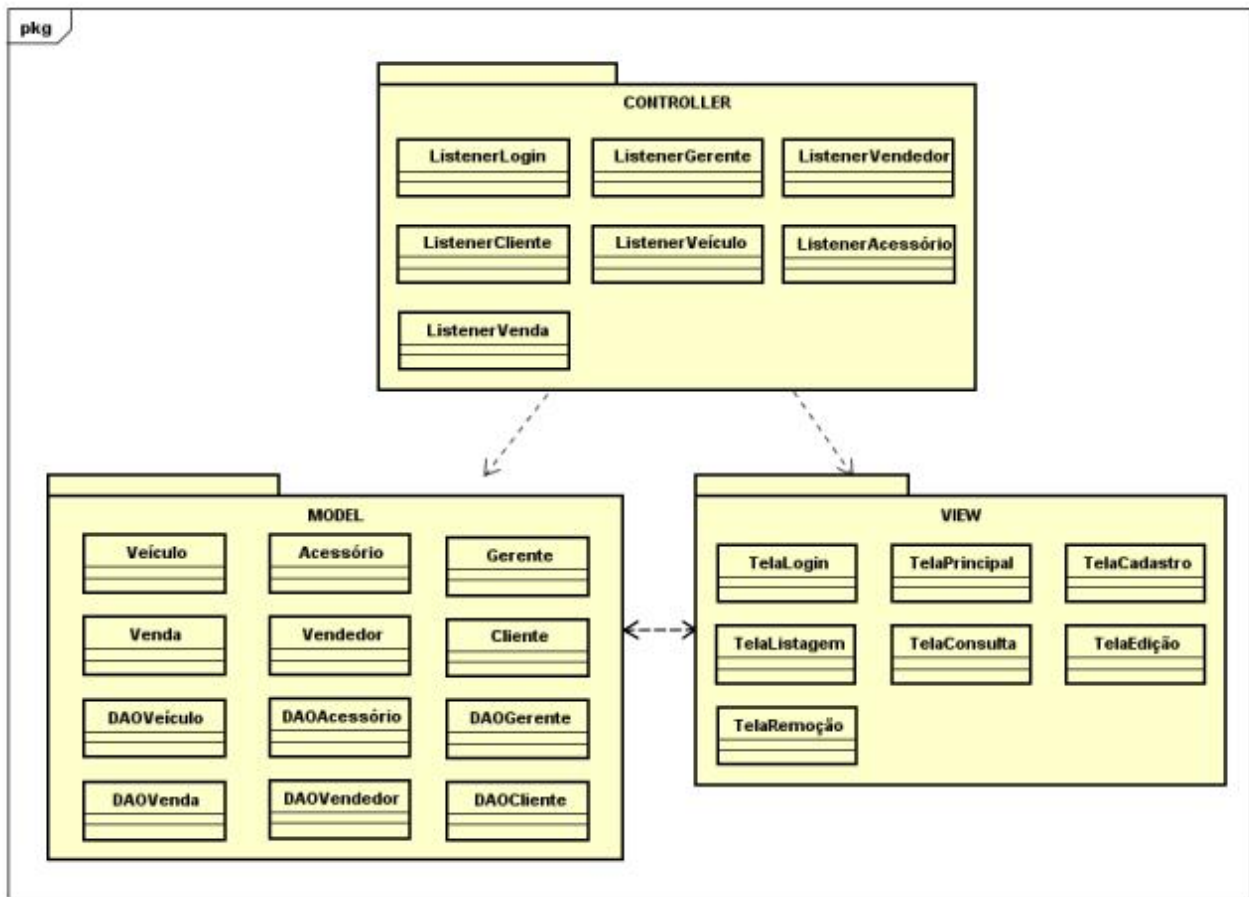 pkg
CONTROLLER
ListenerLogin
ListenerGerente
ListenerVendedor
ListenerCliente
ListenerVeículo
ListenerAcessório
ListenerVenda
MODEL
Veículo
Acessório
Gerente
Venda
Vendedor
Cliente
DAOVeículo
DAOAcessório
DAOGerente
DAOVenda
DAOVendedor
DAOCliente
VIEW
TelaLogin
TelaPrincipal
TelaCadastro
TelaListagem
TelaConsulta
TelaEdição
TelaRemoção